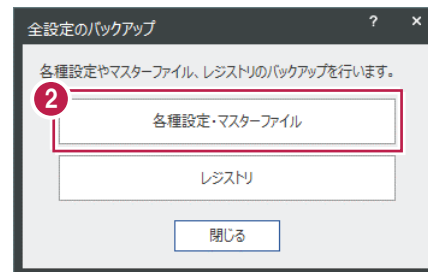 全設定のバックアップ ? ×
各種設定やマスターファイル、レジストリのバックアップを行います。
2
各種設定・マスターファイル
レジストリ
閉じる